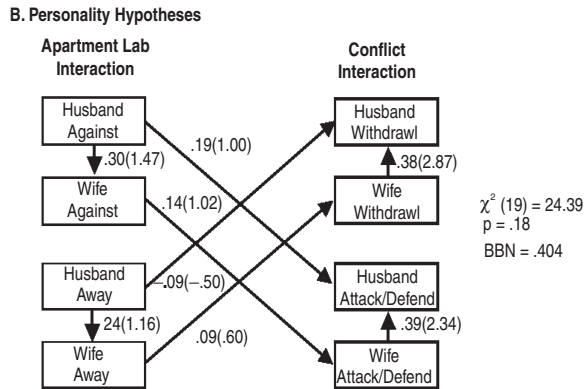 B. Personality Hypotheses
Apartment Lab
Interaction
Conflict
Interaction
Husband
Against
.30(1.47)
Wife
Against
Husband
Away
24(1.16)
Wife
Away
.19(1.00)
.14(1.02)
-.09(-.50)
.09(.60)
Husband
Withdrawl
.38(2.87)
Wife
Withdrawl
Husband
Attack/Defend
.39(2.34)
Wife
Attack/Defend
χ² (19) = 24.39
p = .18
BBN = .404